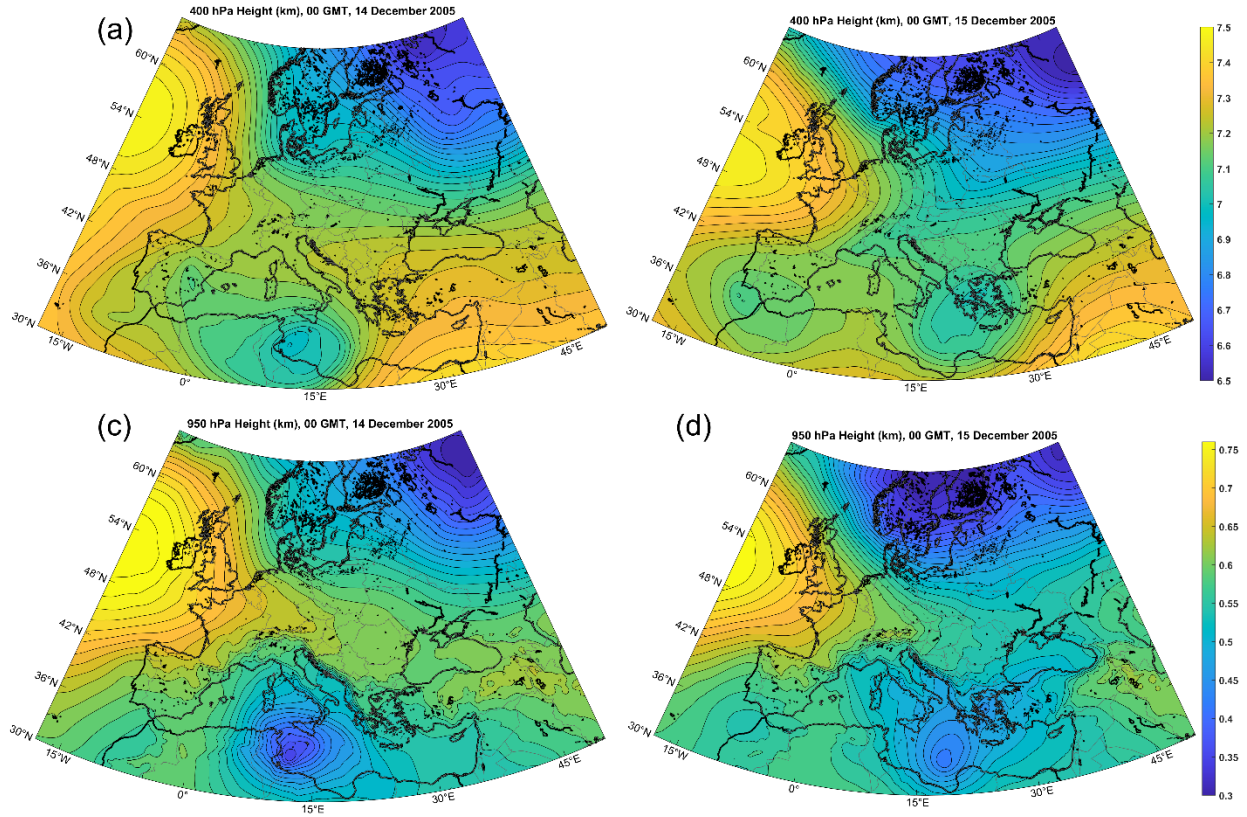 (a)
400 hPa Height (km), 00 GMT, 14 December 2005
60°N
54°N
48°N
42°N
36°N
30°N
15°W
0°
15°E
30°E
45°E
400 hPa Height (km), 00 GMT, 15 December 2005
60°N
54°N
48°N
42°N
36°N
30°N
15°W
0°
15°E
30°E
45°E
7.5
7.4
7.3
7.2
7.1
7
6.9
6.8
6.7
6.6
6.5
(c)
950 hPa Height (km), 00 GMT, 14 December 2005
60°N
54°N
48°N
42°N
36°N
30°N
15°W
0°
15°E
30°E
45°E
(d)
950 hPa Height (km), 00 GMT, 15 December 2005
60°N
54°N
48°N
42°N
36°N
30°N
15°W
0°
15°E
30°E
45°E
0.75
0.7
0.65
0.6
0.55
0.5
0.45
0.4
0.35
0.3